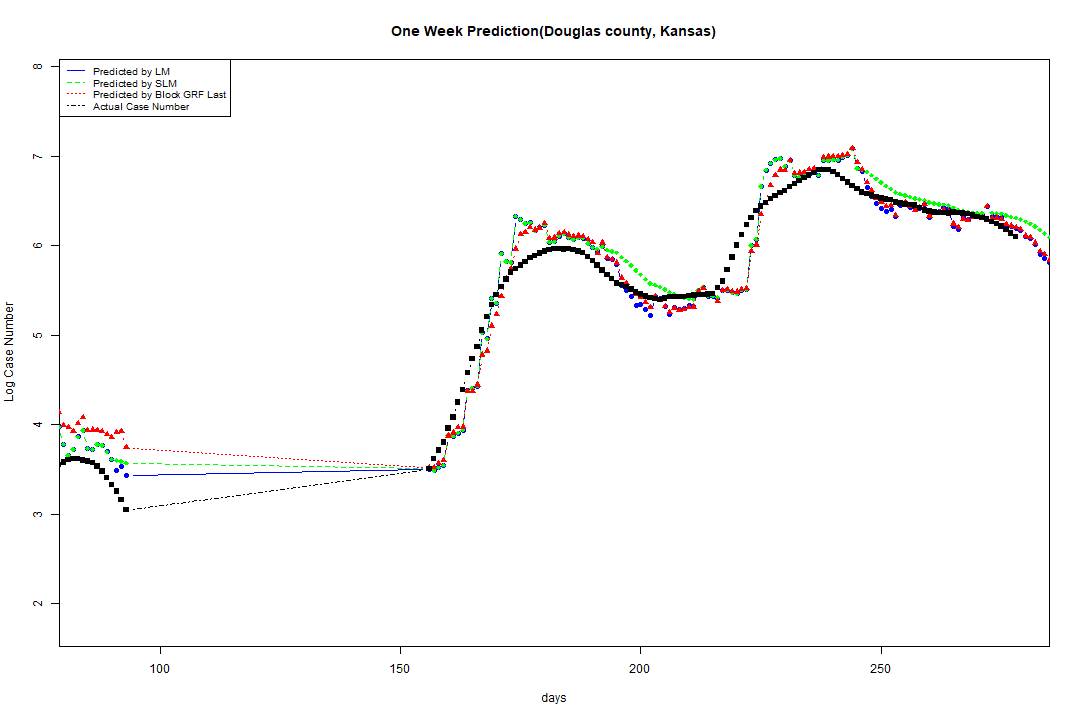 One Week Prediction(Douglas county, Kansas)
Predicted by LM
Predicted by SLM
Predicted by Block GRF Last
Actual Case Number
8
7
6
5
4
3
2
Log Case Number
100 150 200 250
days